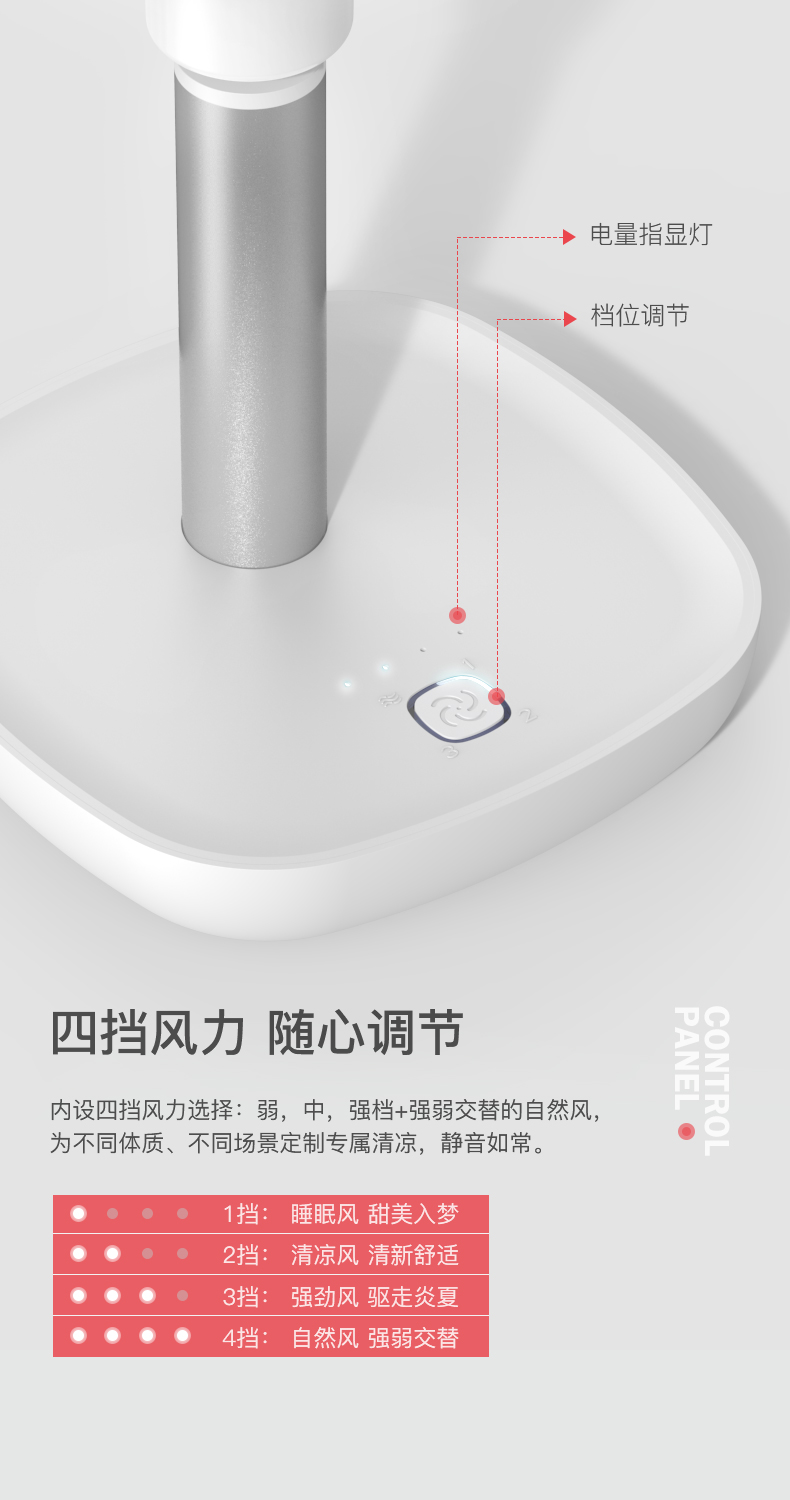 电量指显灯
档位调节
1
2
3
四挡风力 随心调节
CONTROL
PANEL
内设四挡风力选择：弱，中，强档+强弱交替的自然风，
为不同体质、不同场景定制专属清凉，静音如常。
1挡： 睡眠风 甜美入梦
2挡： 清凉风 清新舒适
3挡： 强劲风 驱走炎夏
4挡： 自然风 强弱交替